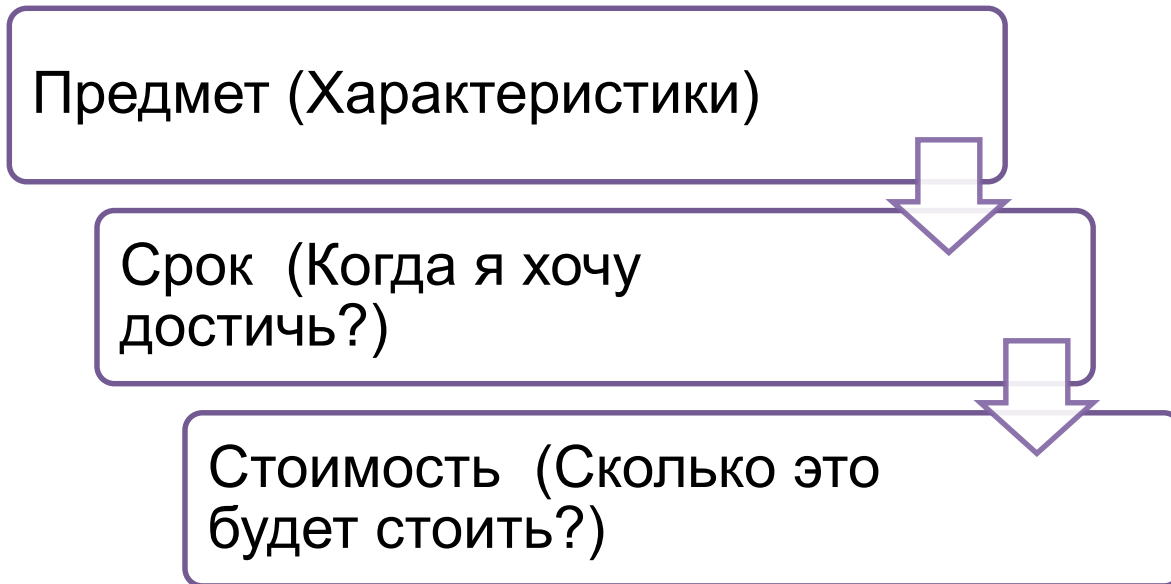 Предмет (Характеристики)
Срок  (Когда я хочу
достичь?)
Стоимость  (Сколько это
будет стоить?)